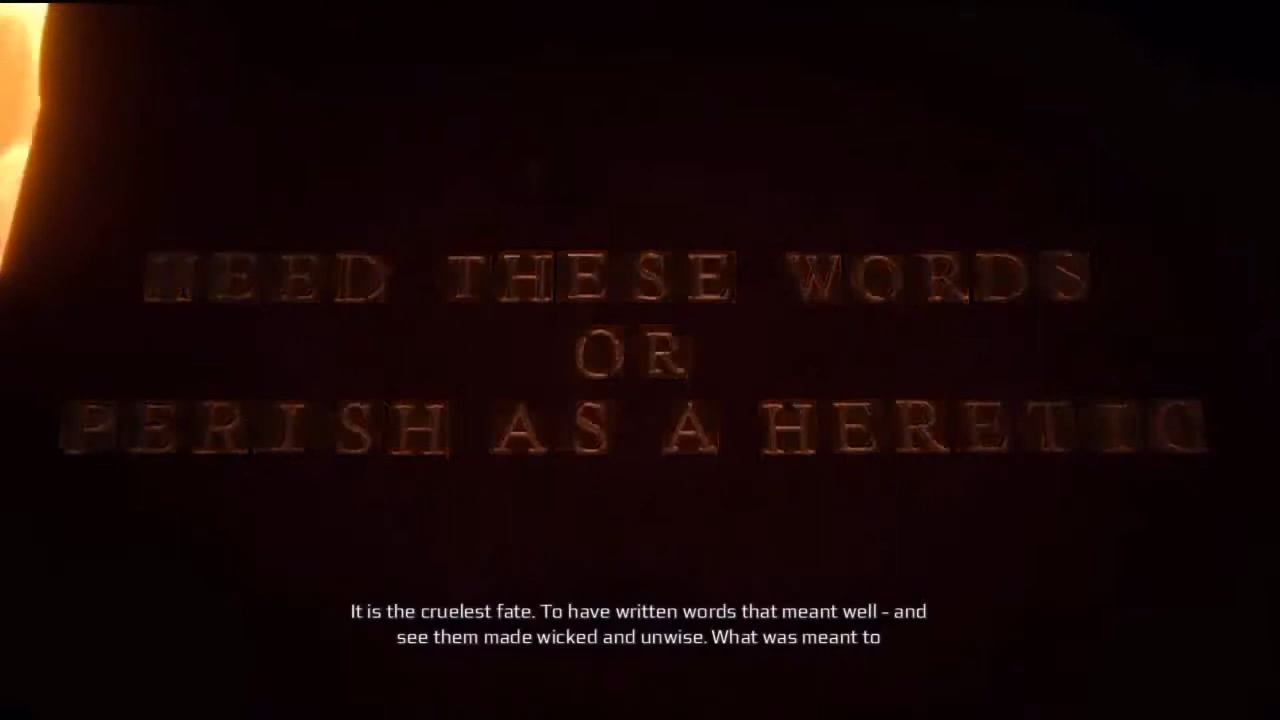 HEED THESE WORDS
OR
PERISH AS A HERETIC
It is the cruelest fate. To have written words that meant well - and
see them made wicked and unwise. What was meant to